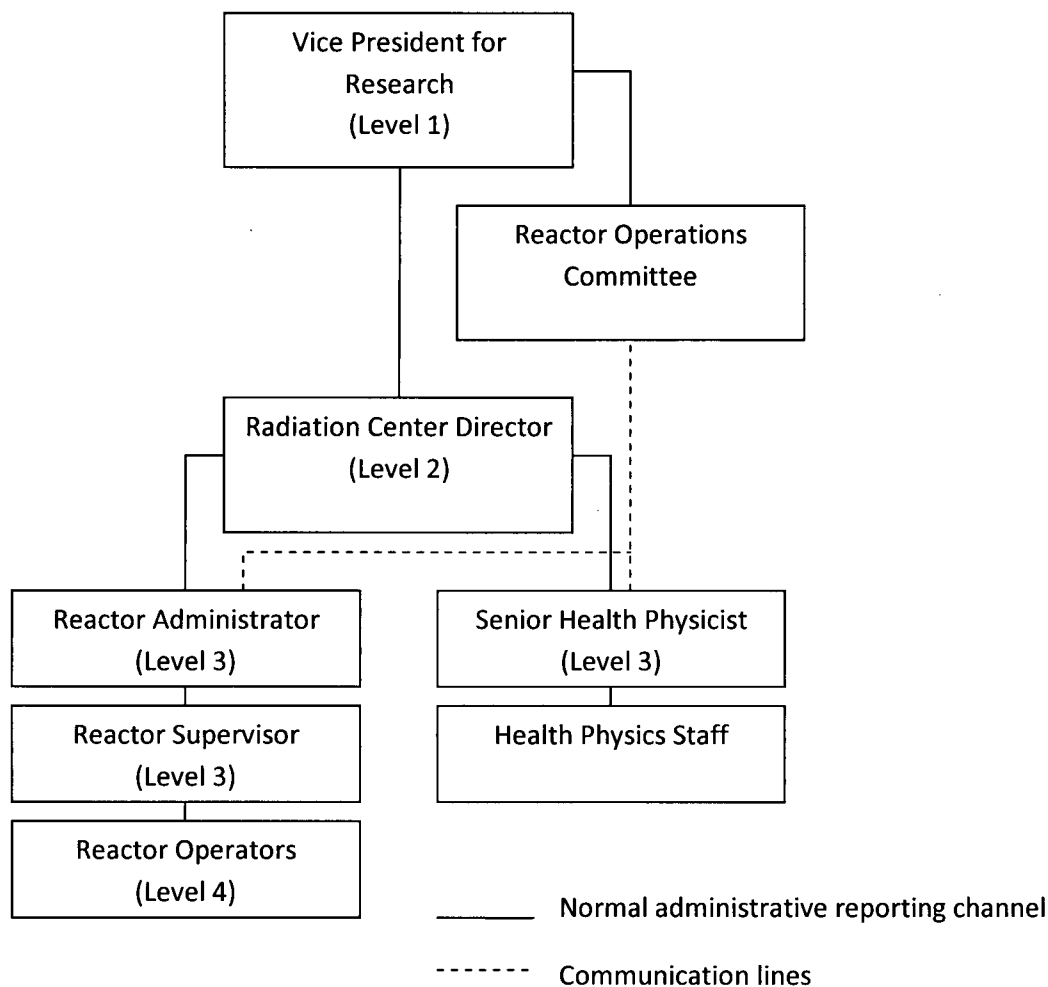 Vice President for
Research
(Level 1)
Reactor Operations
Committee
Radiation Center Director
(Level 2)
Reactor Administrator
(Level 3)
Senior Health Physicist
(Level 3)
Reactor Supervisor
(Level 3)
Health Physics Staff
Reactor Operators
(Level 4)
Normal administrative reporting channel
Communication lines